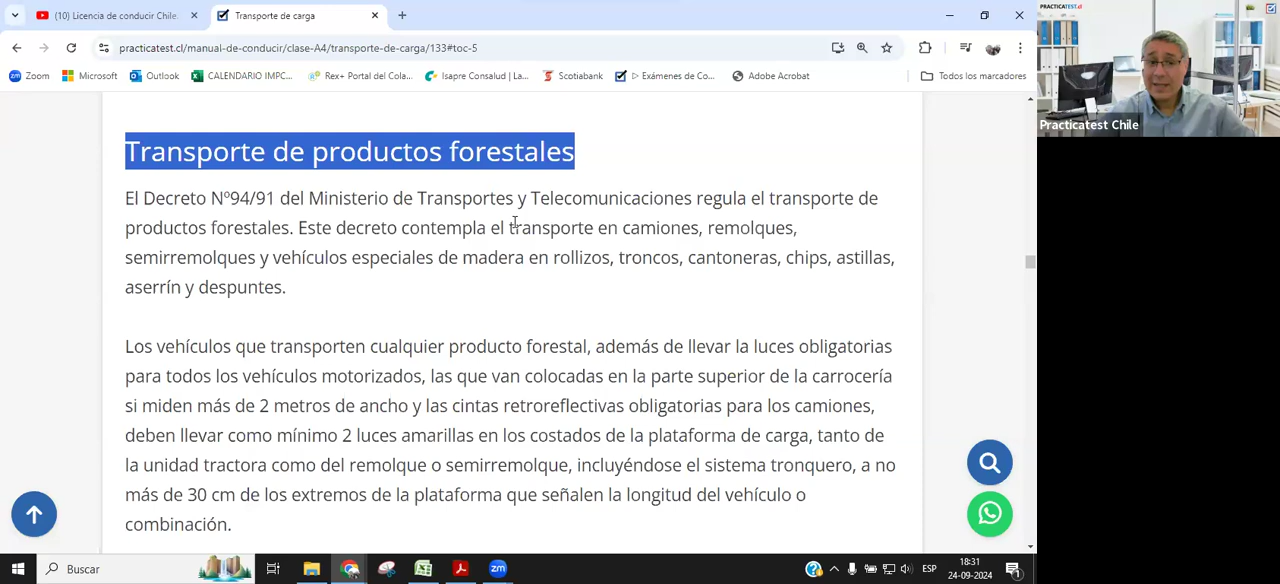 (10) Licencia de conducir Chile
Transporte de carga
PRACTICATEST.cl
practicatest.cl/manual-de-conducir/clase-A4/transporte-de-carga/133#toc-5
Zoom
Microsoft
Outlook
CALENDARIO IMPC...
Rex+ Portal del Cola...
Isapre Consalud | La...
Scotiabank
▷ Exámenes de Co...
Adobe Acrobat
Todos los marcadores
Practicatest Chile
Transporte de productos forestales
El Decreto Nº94/91 del Ministerio de Transportes y Telecomunicaciones regula el transporte de
productos forestales. Este decreto contempla el transporte en camiones, remolques,
semirremolques y vehículos especiales de madera en rollizos, troncos, cantoneras, chips, astillas,
aserrín y despuntes.
Los vehículos que transporten cualquier producto forestal, además de llevar la luces obligatorias
para todos los vehículos motorizados, las que van colocadas en la parte superior de la carrocería
si miden más de 2 metros de ancho y las cintas retroreflectivas obligatorias para los camiones,
deben llevar como mínimo 2 luces amarillas en los costados de la plataforma de carga, tanto de
la unidad tractora como del remolque o semirremolque, incluyéndose el sistema tronquero, a no
más de 30 cm de los extremos de la plataforma que señalen la longitud del vehículo o
combinación.
Buscar
zm
ESP
18:31
24-09-2024
1